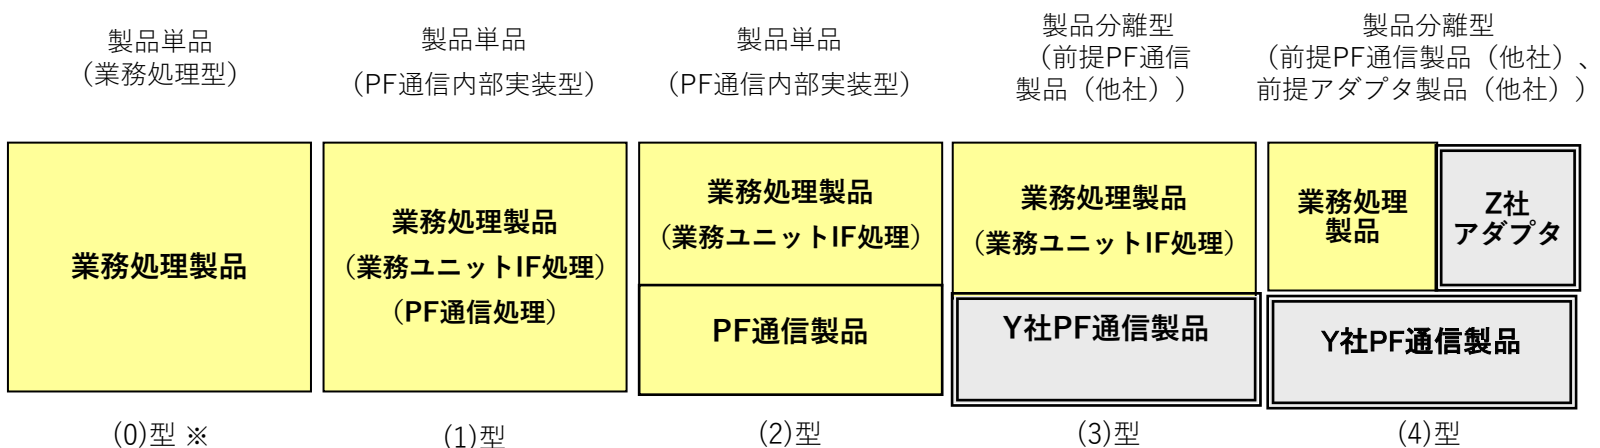 製品単品
（業務処理型）
製品単品
（PF通信内部実装型）
製品単品
（PF通信内部実装型）
製品分離型
（前提PF通信
製品（他社））
製品分離型
（前提PF通信製品（他社）、
前提アダプタ製品（他社））
業務処理製品
業務処理製品
（業務ユニットIF処理）
（PF通信処理）
業務処理製品
（業務ユニットIF処理）
PF通信製品
業務処理製品
（業務ユニットIF処理）
Y社PF通信製品
業務処理
製品
Z社
アダプタ
Y社PF通信製品
(0)型 ※
(1)型
(2)型
(3)型
(4)型